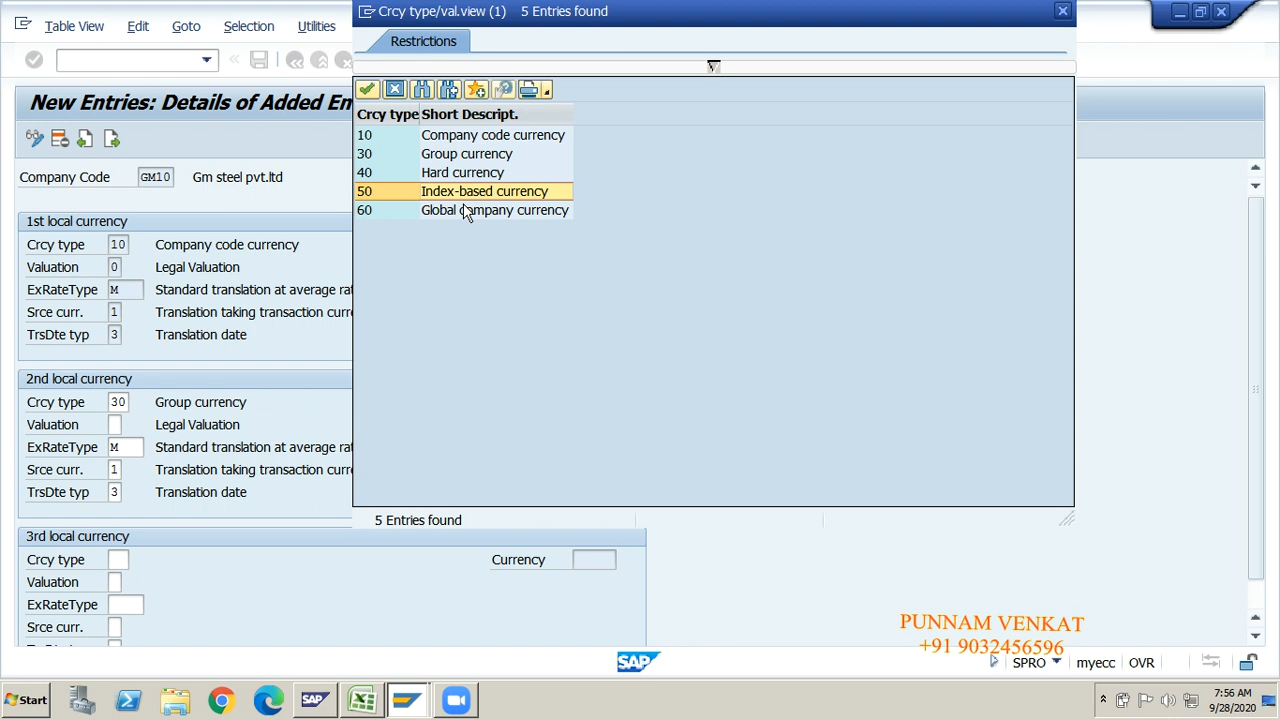 Crcy type/val.view (1) 5 Entries found
Table View Edit Goto Selection Utilities
Restrictions
New Entries: Details of Added En
Crcy type Short Descript.
10 Company code currency
30 Group currency
40 Hard currency
50 Index-based currency
60 Global company currency
Company Code GM10 Gm steel pvt.ltd
1st local currency
Crcy type 10 Company code currency
Valuation 0 Legal Valuation
ExRateType M Standard translation at average rat
Srce curr. 1 Translation taking transaction curre
TrsDte typ 3 Translation date
2nd local currency
Crcy type 30 Group currency
Valuation Legal Valuation
ExRateType M Standard translation at average rat
Srce curr. 1 Translation taking transaction curre
TrsDte typ 3 Translation date
5 Entries found
3rd local currency
Crcy type Currency
Valuation
ExRateType
Srce curr.
PUNNAM VENKAT
+91 9032456596
SAP SPRO myecc OVR
Start SAP 7:56 AM
9/28/2020